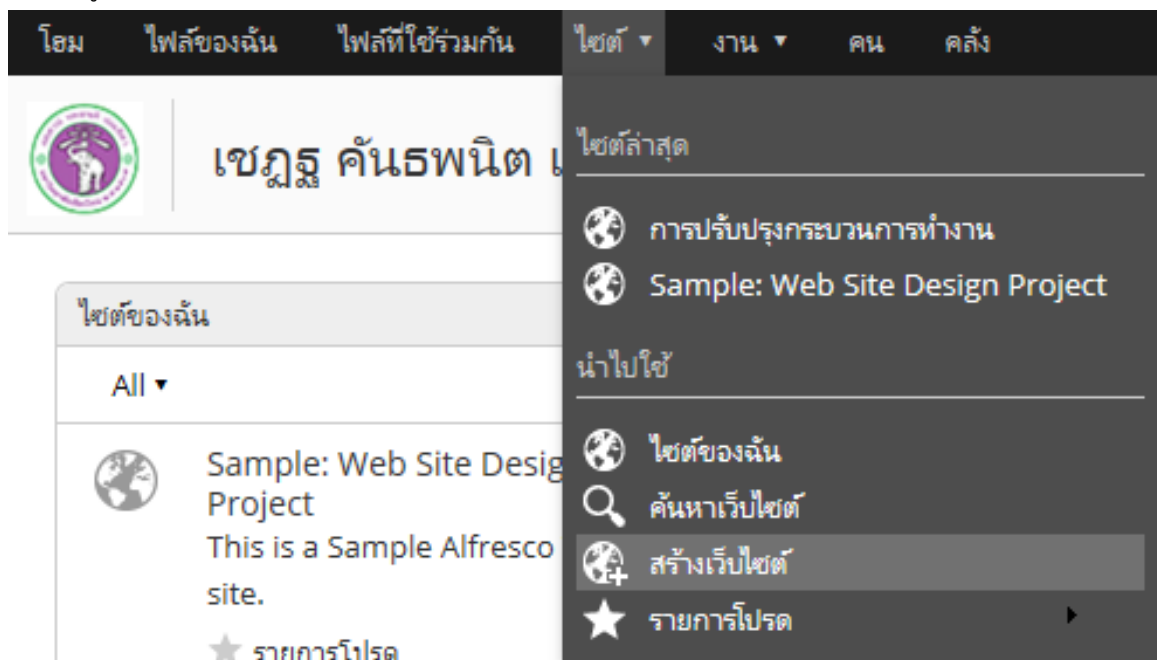 โฮม ไฟล์ของฉัน ไฟล์ที่ใช้ร่วมกัน ไซต์ งาน คน คลัง
เชฏฐ คันธพนิต
ไซต์ล่าสุด
การปรับปรุงกระบวนการทำงาน
Sample: Web Site Design Project
นำไปใช้
ไซต์ของฉัน
ค้นหาเว็บไซต์
สร้างเว็บไซต์
รายการโปรด
ไซต์ของฉัน
All
Sample: Web Site Desig
Project
This is a Sample Alfresco
site.
รายการโปรด